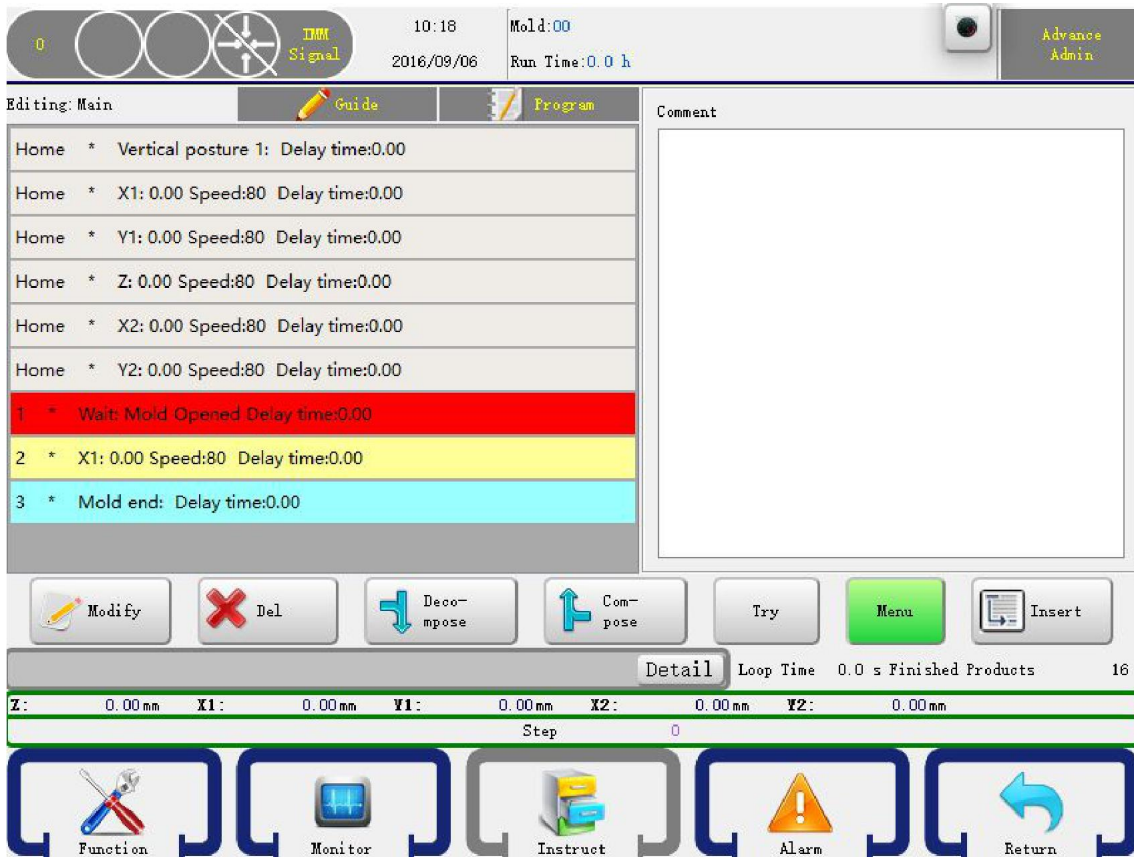 0
IMM
Signal
10:18
2016/09/06
Mold:00
Run Time:0.0 h
Advance
Admin
Editing:Main
Guide
Program
Comment
Home * Vertical posture 1: Delay time:0.00
Home * X1: 0.00 Speed:80 Delay time:0.00
Home * Y1: 0.00 Speed:80 Delay time:0.00
Home * Z: 0.00 Speed:80 Delay time:0.00
Home * X2: 0.00 Speed:80 Delay time:0.00
Home * Y2: 0.00 Speed:80 Delay time:0.00
1 * Wait: Mold Opened Delay time:0.00
2 * X1: 0.00 Speed:80 Delay time:0.00
3 * Mold end: Delay time:0.00
Modify
Del
Deco-
mpose
Com-
pose
Try
Menu
Insert
Detail Loop Time 0.0 s Finished Products 16
Z: 0.00mm X1: 0.00mm Y1: 0.00mm X2: 0.00mm Y2: 0.00mm
Step 0
Function Monitor Instruct Alarm Return